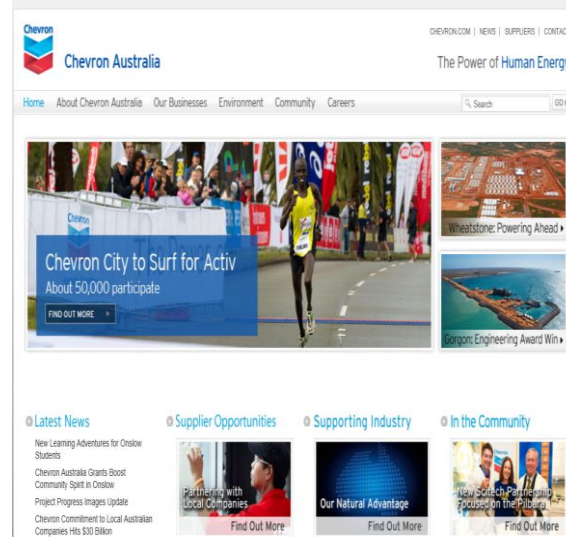 Chevron
CHEVRON.COM | NEWS | SUPPLIERS | CONTAC
Chevron Australia
The Power of Human Energy
Home About Chevron Australia Our Businesses Environment Community Careers
Search
GO
Chevron
Wheatstone: Powering Ahead
Chevron City to Surf for Activ
About 50,000 participate
FIND OUT MORE
Gorgon: Engineering Award Win
Latest News
New Learning Adventures for Onslow
Students
Chevron Australia Grants Boost
Community Spirit in Onslow
Project Progress Images Update
Chevron Commitment to Local Australian
Companies Hits $30 Billion
Supplier Opportunities
Partnering with
Local Companies
Find Out More
Supporting Industry
Our Natural Advantage
Find Out More
In the Community
New Scitech Partnership
Focused on the Pilbara
Find Out More